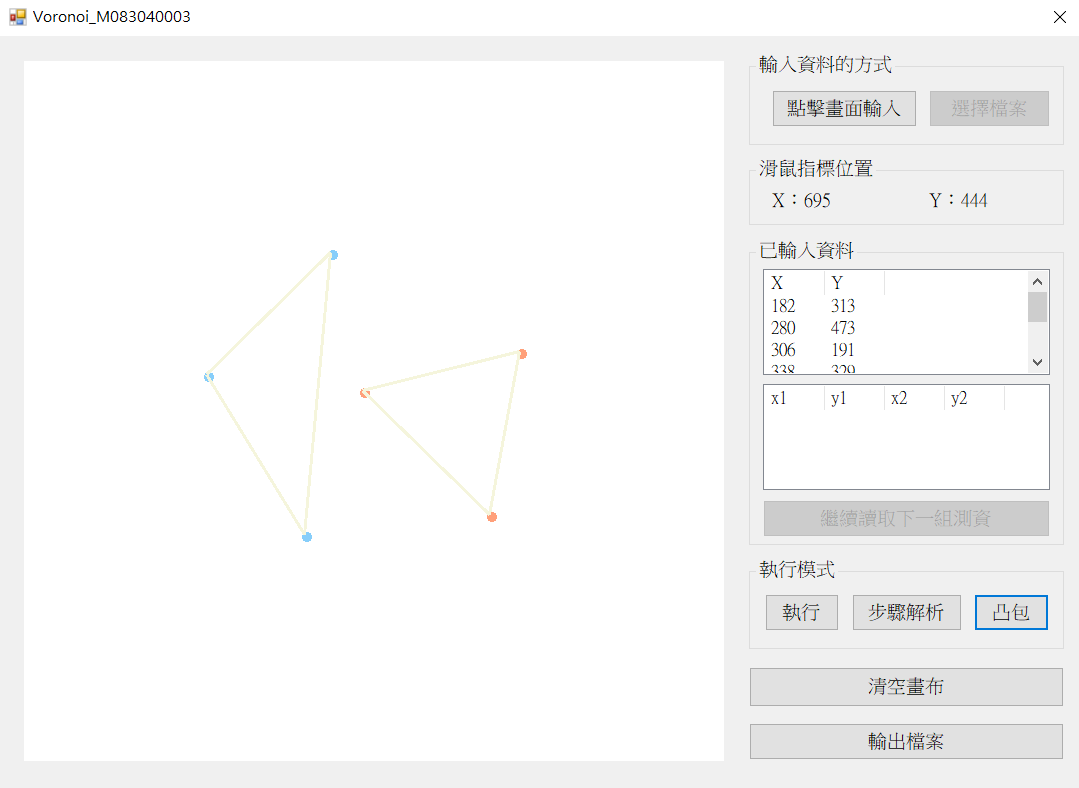 Voronoi_M083040003
輸入資料的方式
點擊畫面輸入 選擇檔案
滑鼠指標位置
X：695 Y：444
已輸入資料
X Y
182 313
280 473
306 191
338 329
x1 y1 x2 y2
繼續讀取下一組測資
執行模式
執行 步驟解析 凸包
清空畫布
輸出檔案